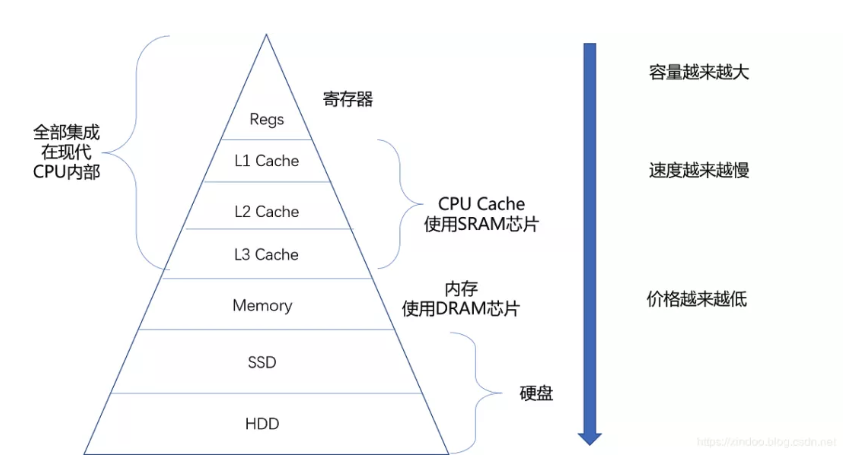 容量越来越大
寄存器
Regs
全部集成
在现代
CPU内部
L1 Cache
速度越来越慢
CPU Cache
使用SRAM芯片
L2 Cache
L3 Cache
内存
使用DRAM芯片
价格越来越低
Memory
SSD
硬盘
HDD
https://xindoo.blog.csdn.net